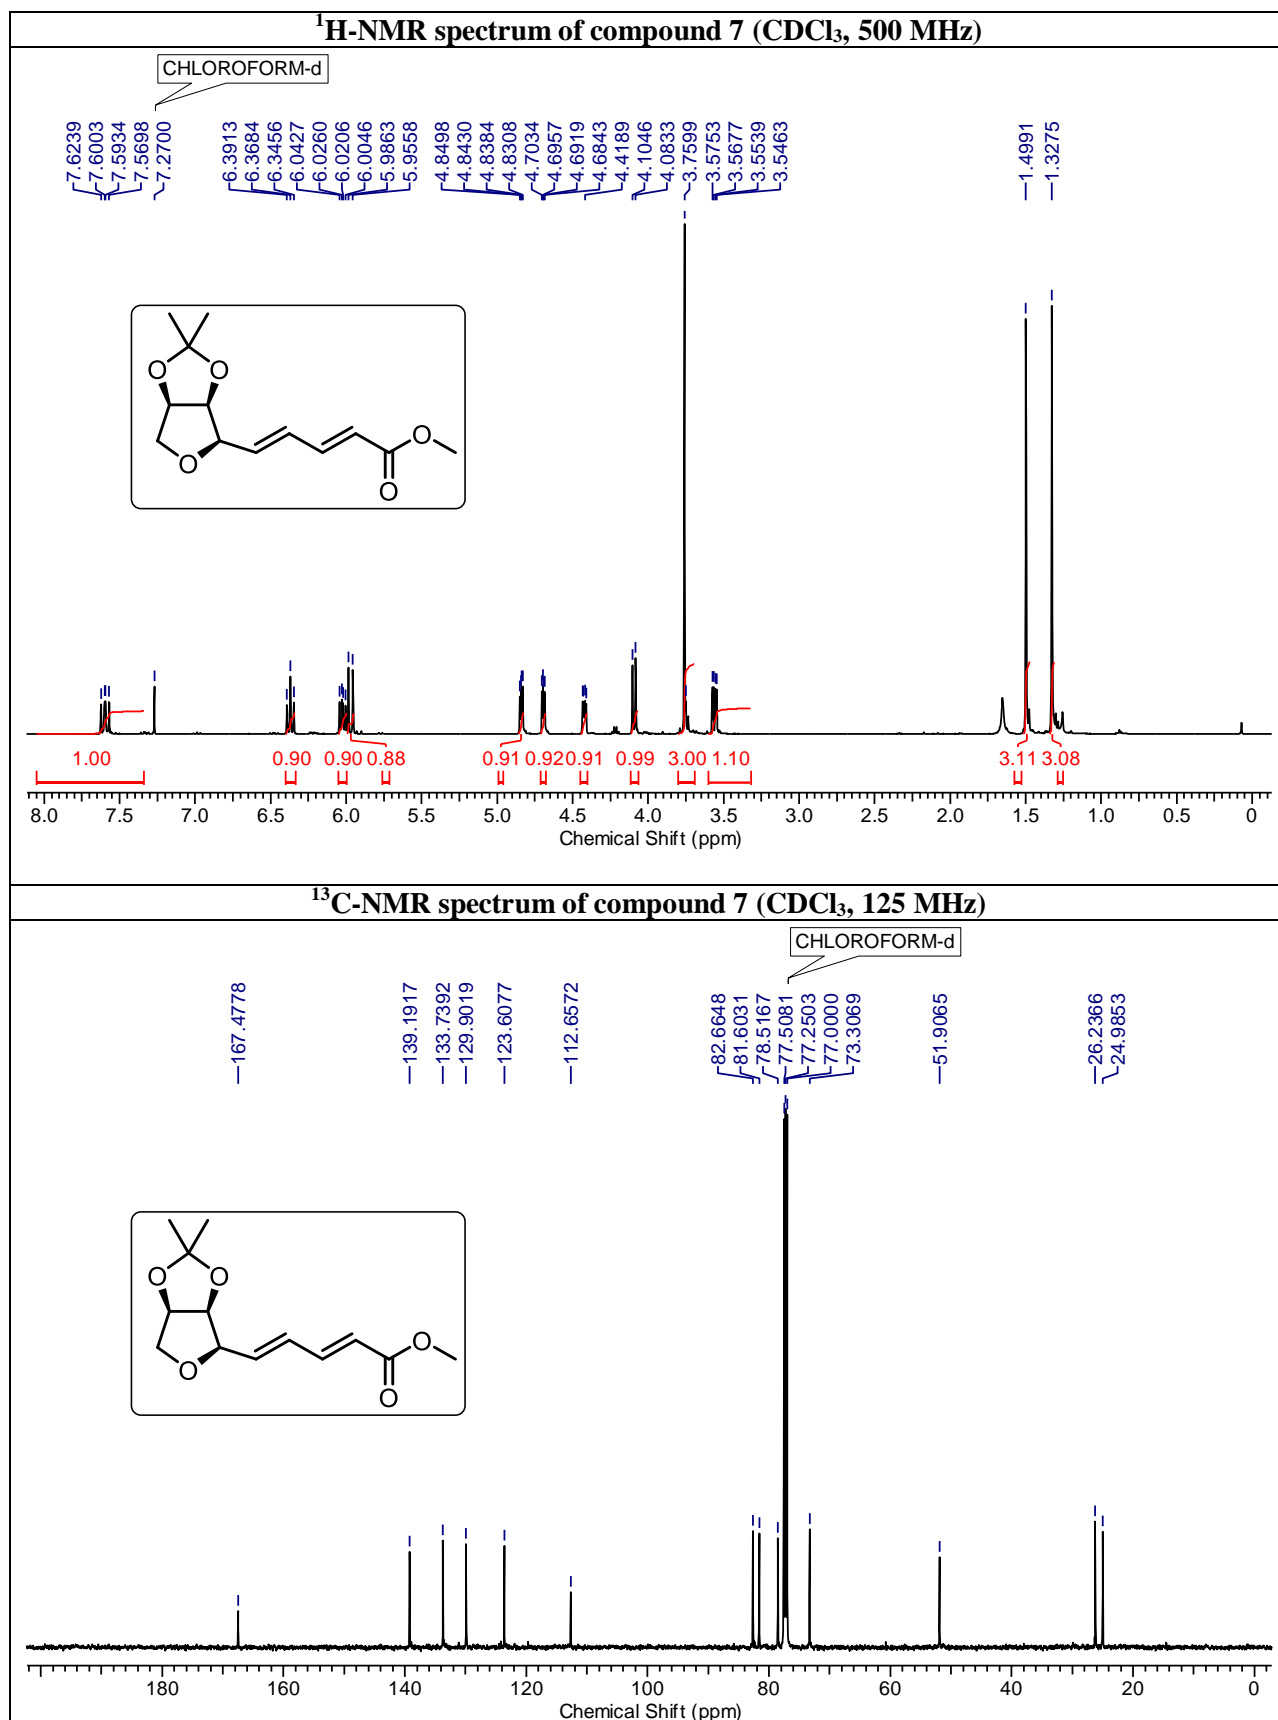 ¹H-NMR spectrum of compound 7 (CDCl₃, 500 MHz)
CHLOROFORM-d
7.6239
7.6003
7.5934
7.5698
7.2700
6.3913
6.3684
6.3456
6.0427
6.0260
6.0206
6.0046
5.9863
5.9558
4.8498
4.8430
4.8384
4.8308
4.7034
4.6957
4.6919
4.6843
4.4189
4.1046
4.0833
3.7599
3.5753
3.5677
3.5539
3.5463
1.4991
1.3275
O O
O
O
O
1.00 0.90 0.90 0.88 0.91 0.92 0.91 0.99 3.00 1.10 3.11 3.08
8.0 7.5 7.0 6.5 6.0 5.5 5.0 4.5 4.0 3.5 3.0 2.5 2.0 1.5 1.0 0.5 0
Chemical Shift (ppm)
¹³C-NMR spectrum of compound 7 (CDCl₃, 125 MHz)
CHLOROFORM-d
167.4778
139.1917
133.7392
129.9019
123.6077
112.6572
82.6648
81.6031
78.5167
77.5081
77.2503
77.0000
73.3069
51.9065
26.2366
24.9853
O O
O
O
O
180 160 140 120 100 80 60 40 20 0
Chemical Shift (ppm)